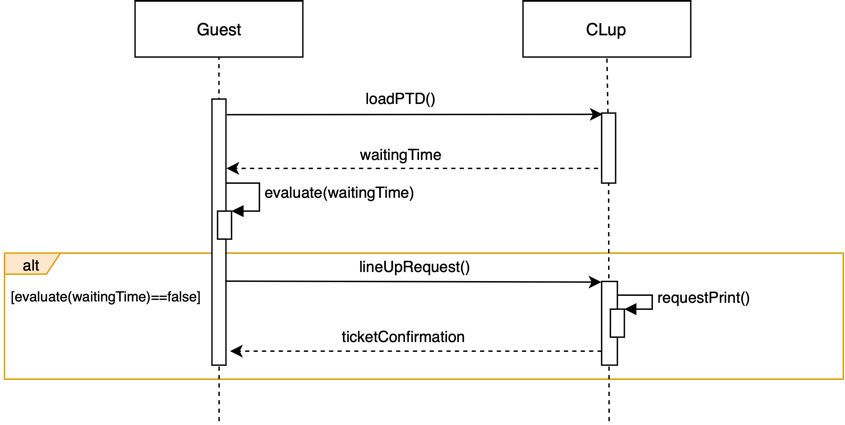 Guest
CLup
loadPTD()
waitingTime
evaluate(waitingTime)
alt
lineUpRequest()
[evaluate(waitingTime)==false]
requestPrint()
ticketConfirmation